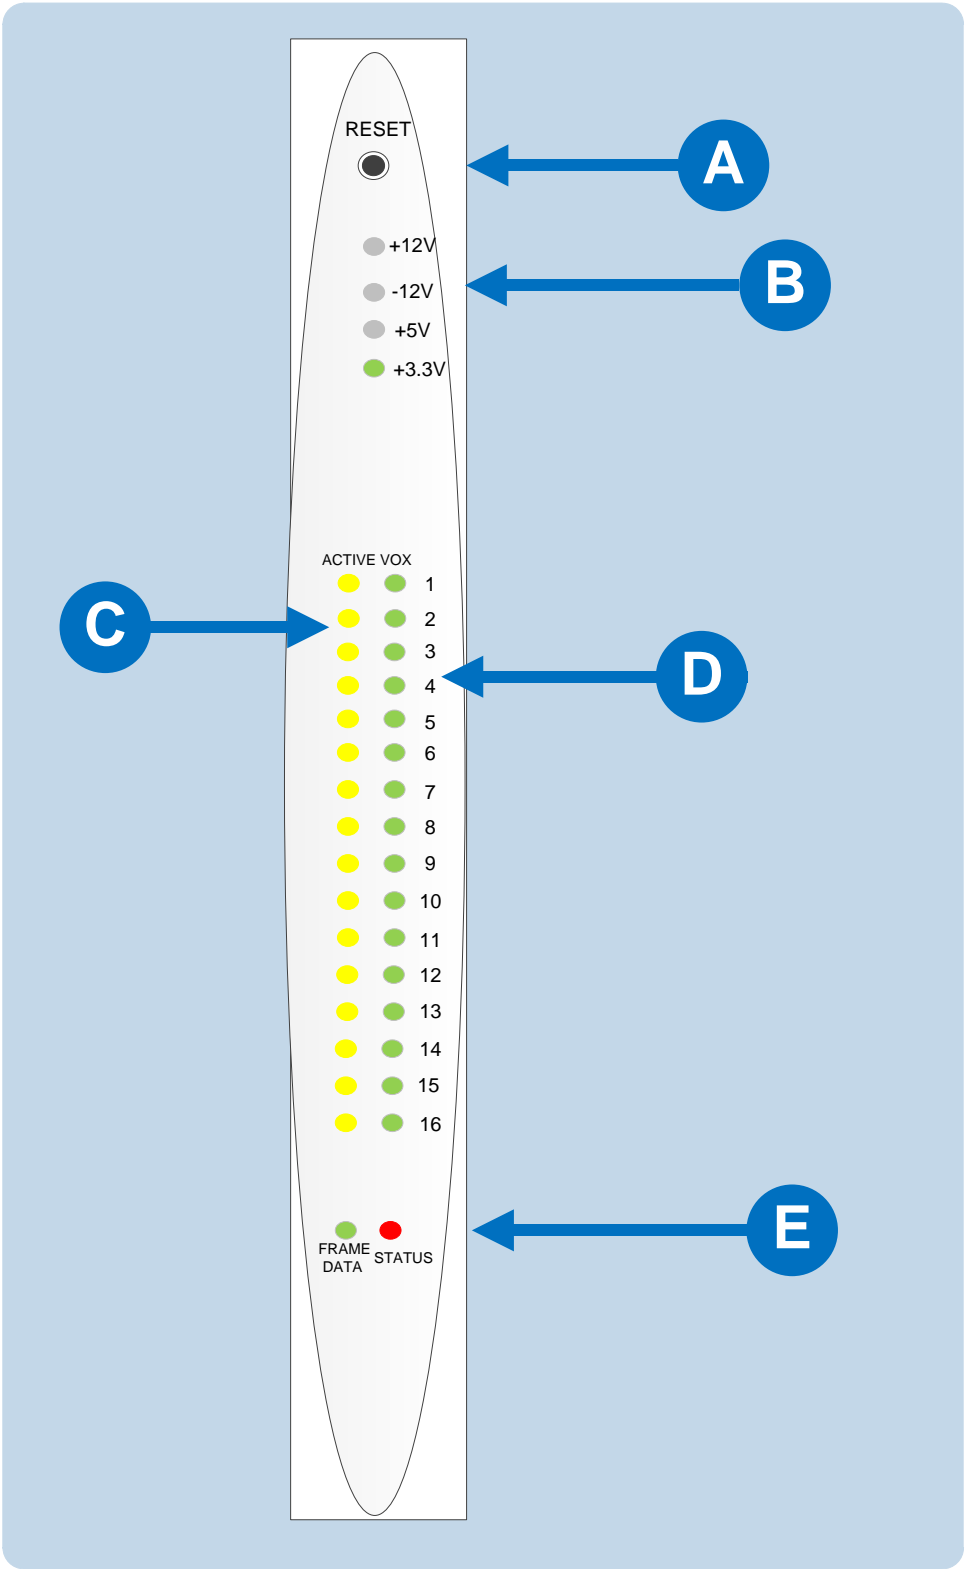 RESET
A
+12V
B
-12V
+5V
+3.3V
ACTIVE VOX
1
C
2
3
D
4
5
6
7
8
9
10
11
12
13
14
15
16
E
FRAME
DATA
STATUS